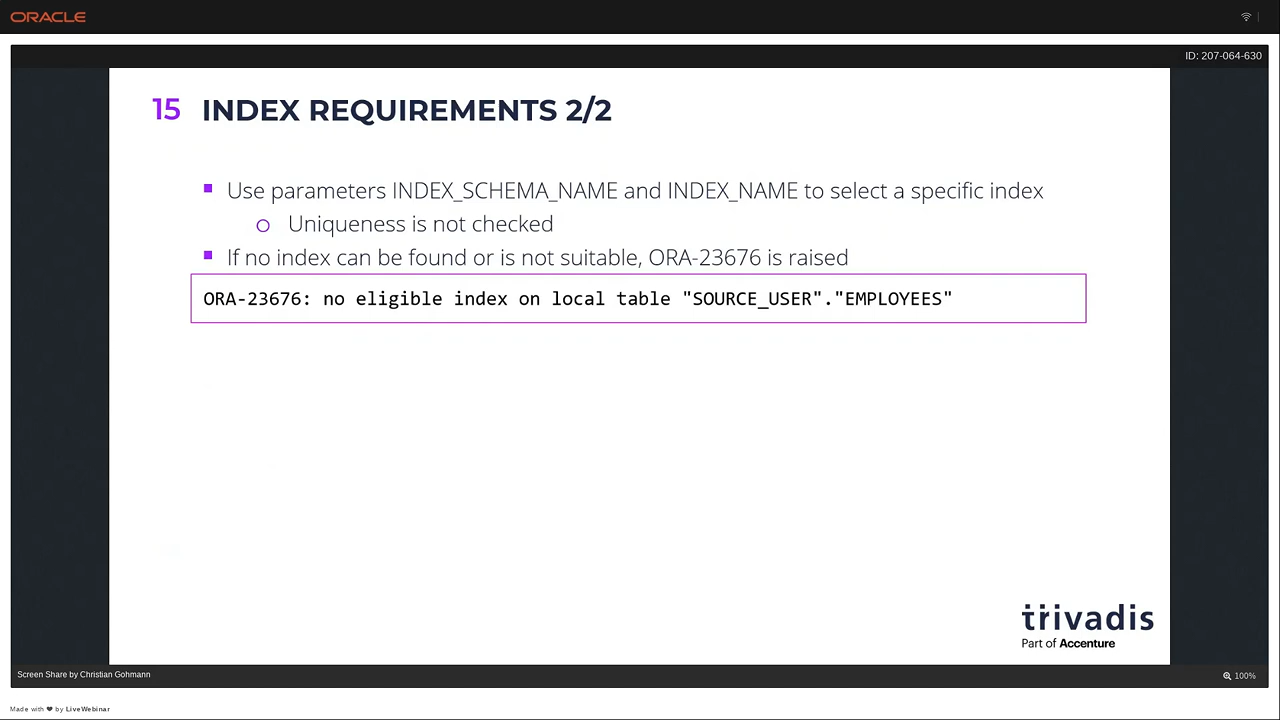 ORACLE
ID: 207-064-630
15 INDEX REQUIREMENTS 2/2
Use parameters INDEX_SCHEMA_NAME and INDEX_NAME to select a specific index
Uniqueness is not checked
If no index can be found or is not suitable, ORA-23676 is raised
ORA-23676: no eligible index on local table "SOURCE_USER"."EMPLOYEES"
trivadis
Part of Accenture
Screen Share by Christian Gohmann
100%
Made with ❤ by LiveWebinar